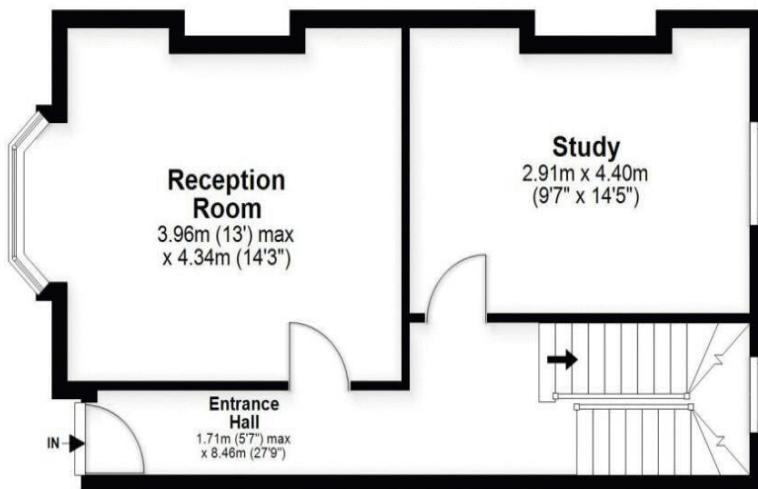 Reception
Room
3.96m (13') max
x 4.34m (14'3")
Study
2.91m x 4.40m
(9'7" x 14'5")
Entrance
Hall
1.71m (5'7") max
x 8.46m (27'9")
IN